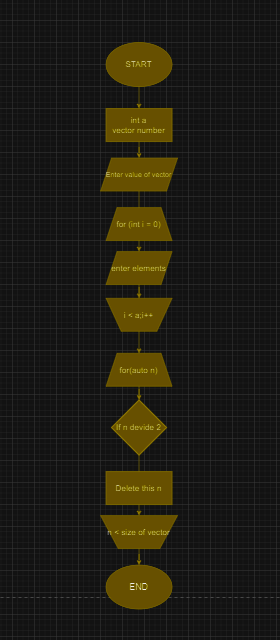 START
int a
vector number
Enter value of vector
for (int i = 0)
enter elements
i < a;i++
for(auto n)
If n devide 2
Delete this n
n < size of vector
END